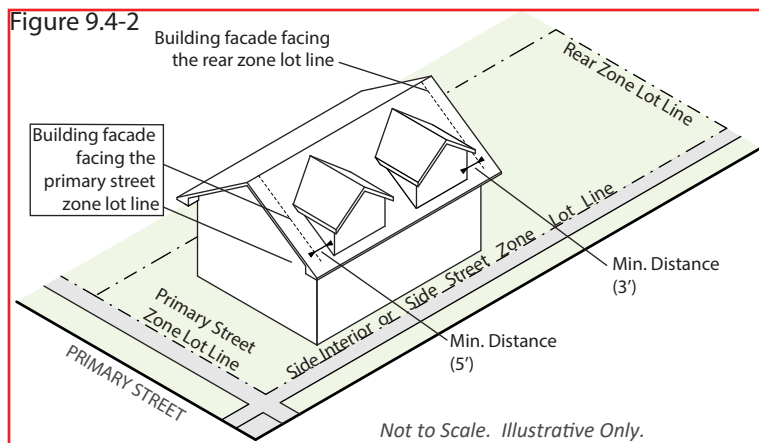 Figure 9.4-2
Building facade facing
the rear zone lot line
Rear Zone Lot Line
Building facade
facing the
primary street
zone lot line
Min. Distance
(3')
Side Interior or Side Street Zone Lot Line
Primary Street
Zone Lot Line
Min. Distance
(5')
PRIMARY STREET
Not to Scale. Illustrative Only.